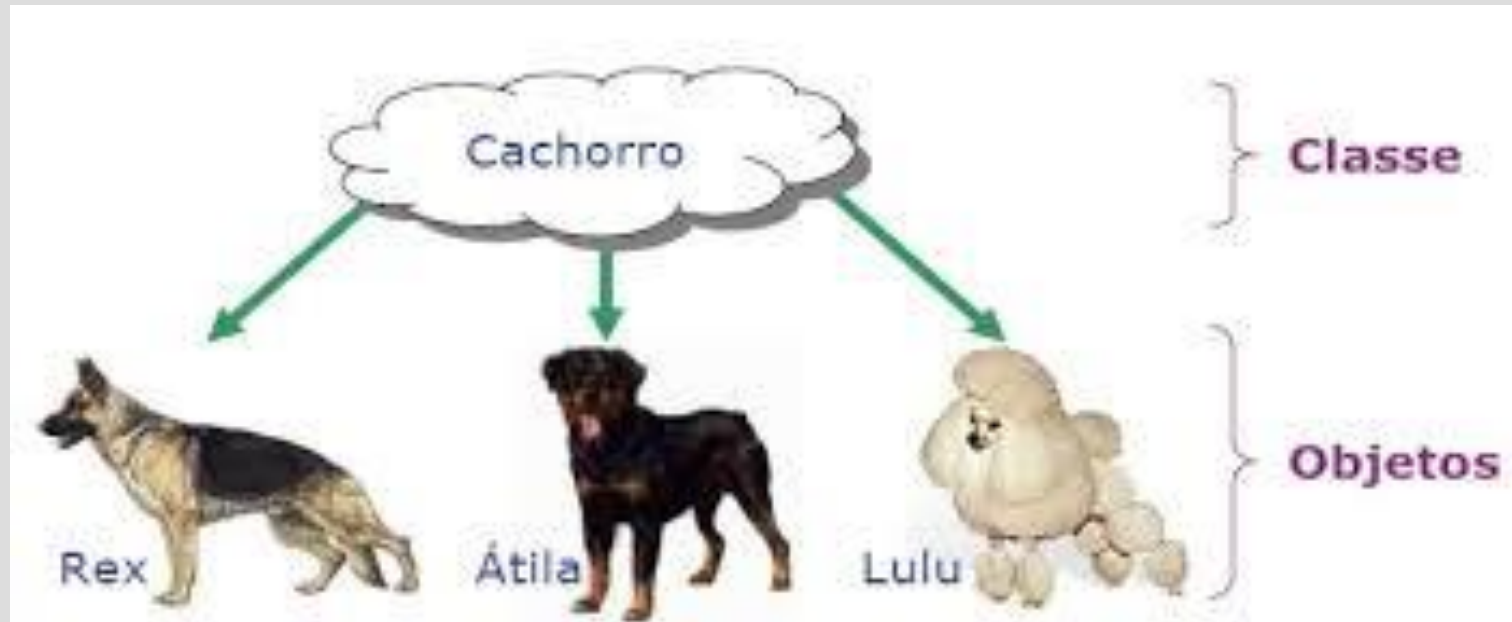 Cachorro
Classe
Rex
Átila
Lulu
Objetos